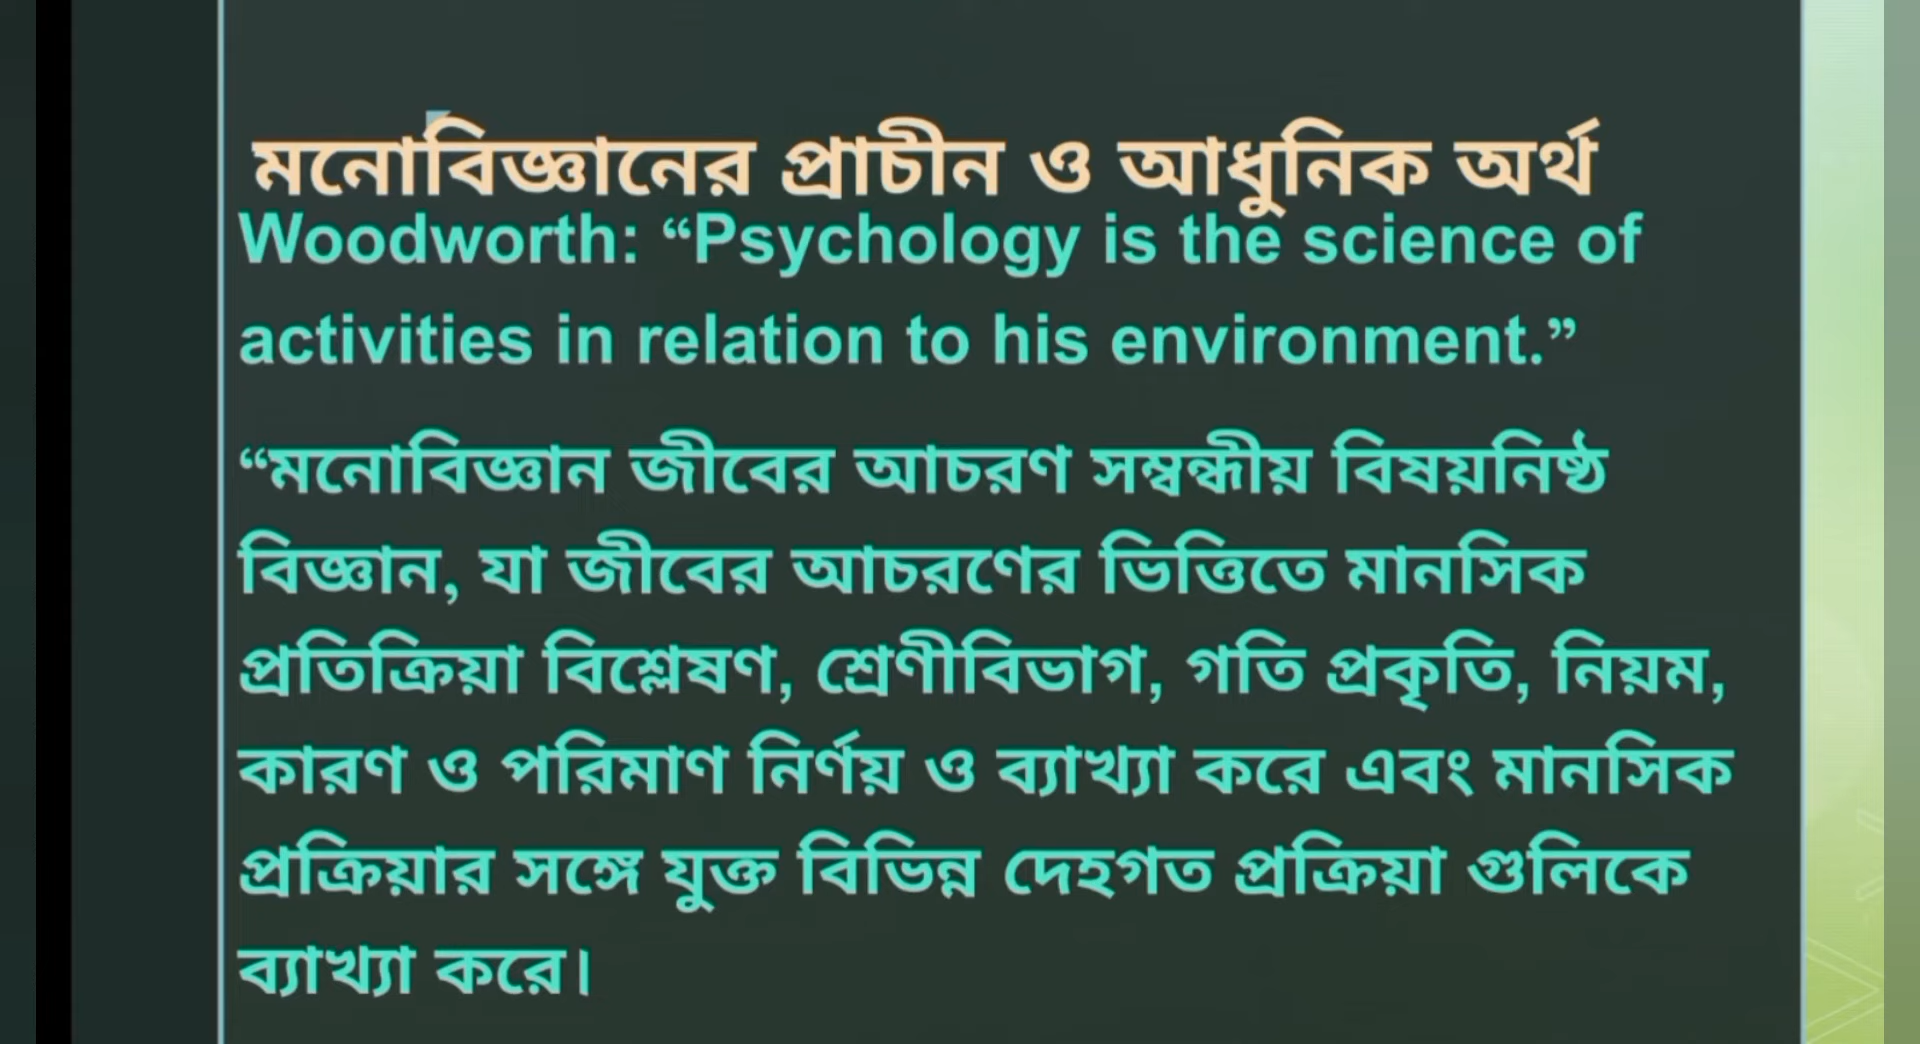 মনোবিজ্ঞানের প্রাচীন ও আধুনিক অর্থ
Woodworth: “Psychology is the science of
activities in relation to his environment.”
“মনোবিজ্ঞান জীবের আচরণ সম্বন্ধীয় বিষয়নিষ্ঠ
বিজ্ঞান, যা জীবের আচরণের ভিত্তিতে মানসিক
প্রতিক্রিয়া বিশ্লেষণ, শ্রেণীবিভাগ, গতি প্রকৃতি, নিয়ম,
কারণ ও পরিমাণ নির্ণয় ও ব্যাখ্যা করে এবং মানসিক
প্রক্রিয়ার সঙ্গে যুক্ত বিভিন্ন দেহগত প্রক্রিয়া গুলিকে
ব্যাখ্যা করে।